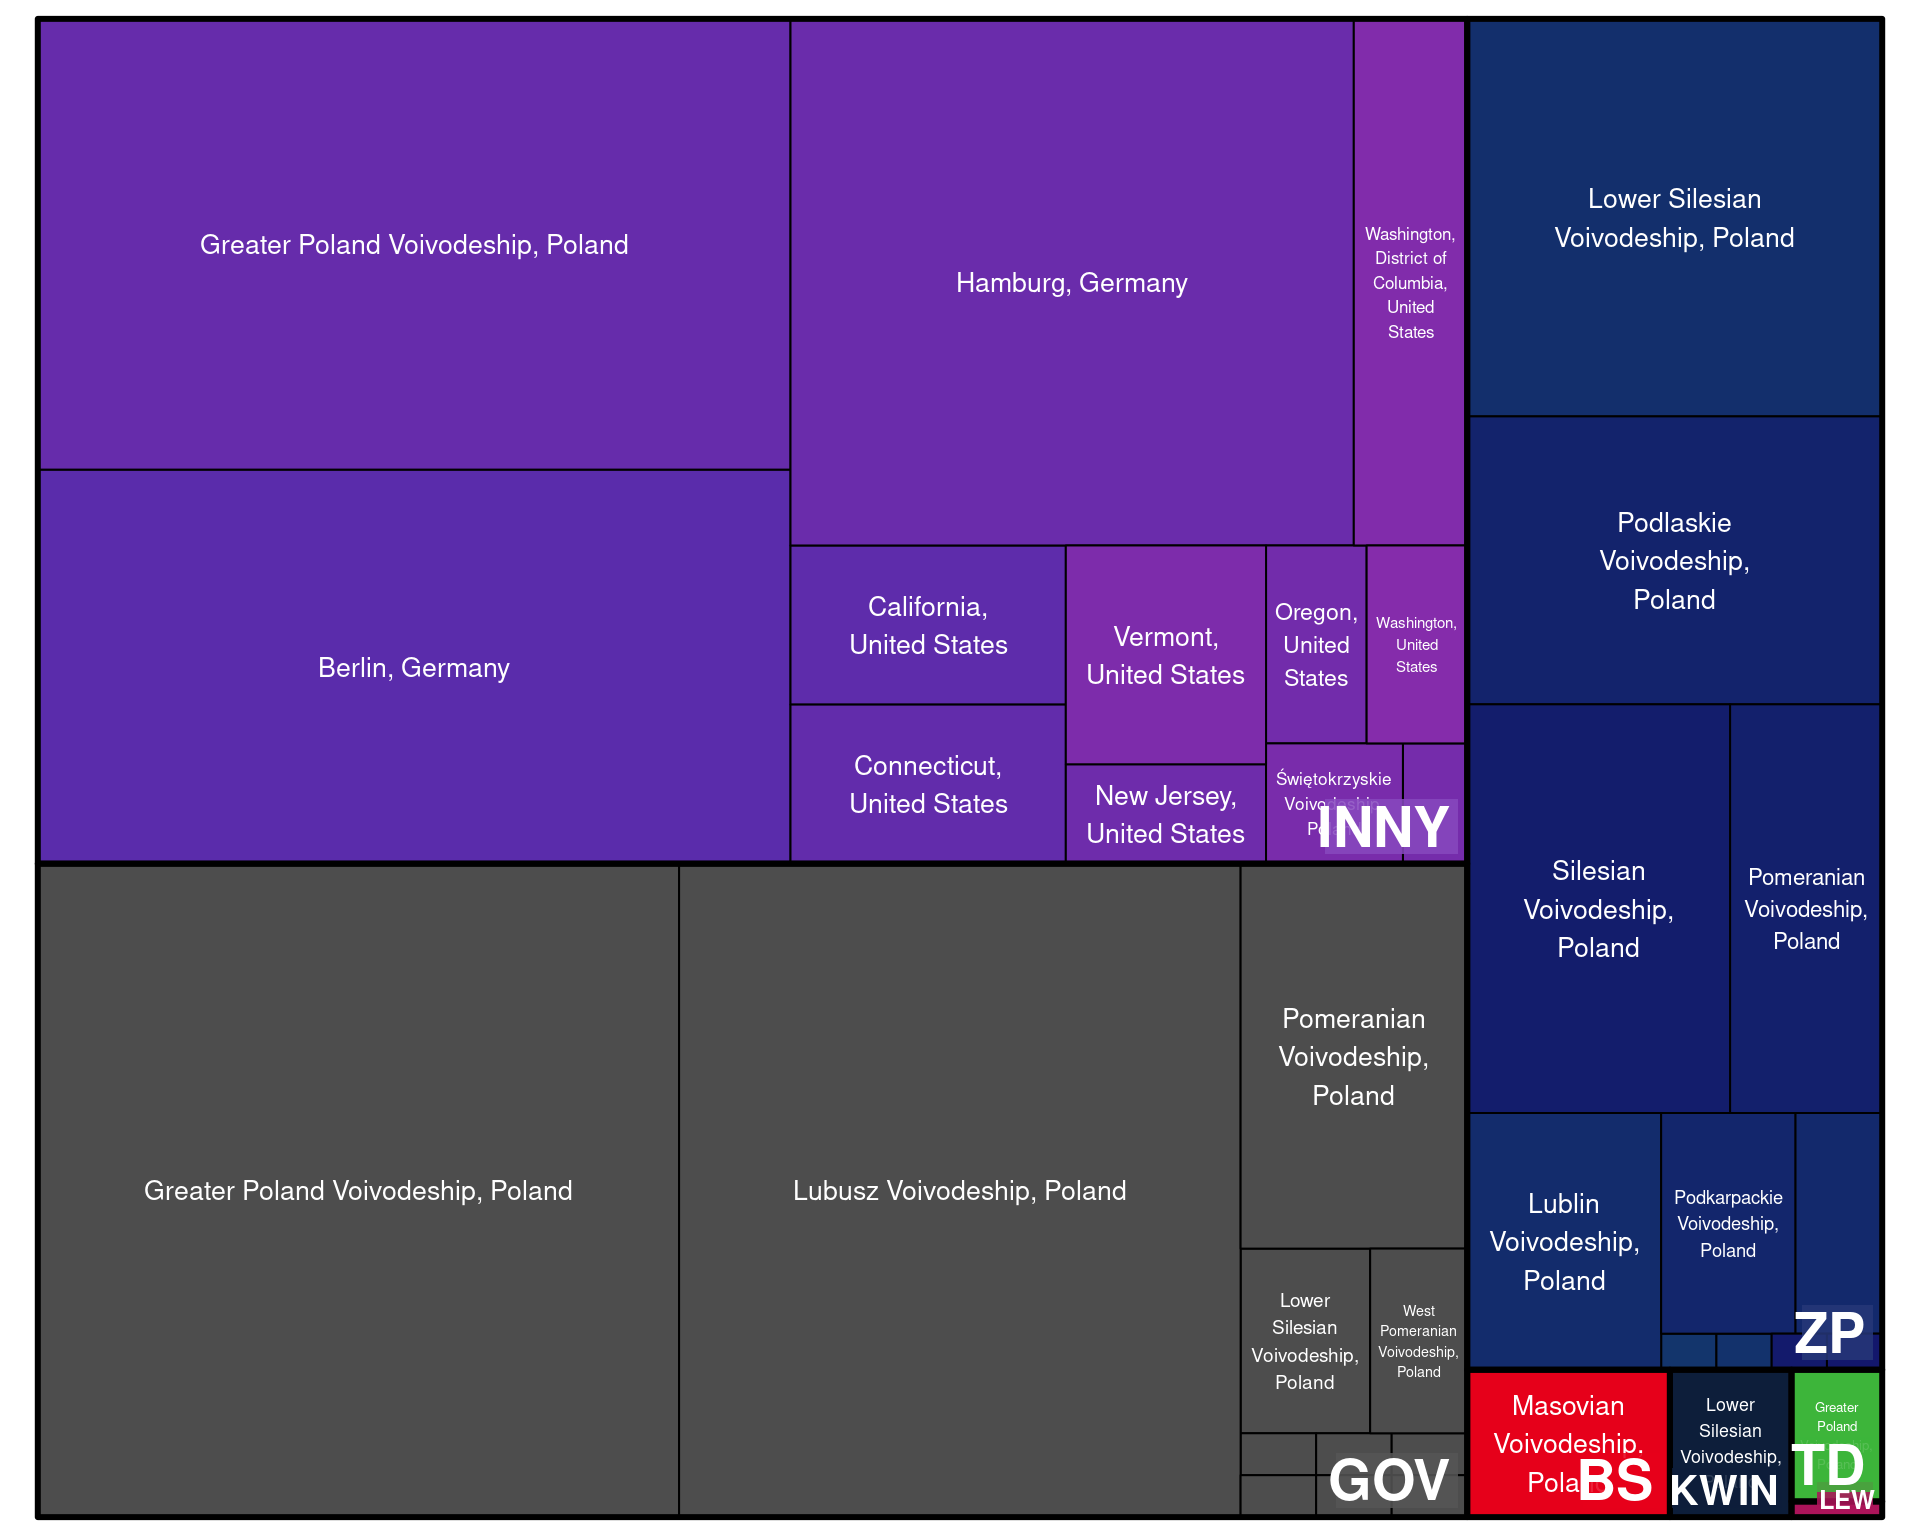 Greater Poland Voivodeship, Poland
Hamburg, Germany
Washington,
District of
Columbia,
United
States
Berlin, Germany
California,
United States
Connecticut,
United States
Vermont,
United States
New Jersey,
United States
Oregon,
United
States
Washington,
United
States
Świętokrzyskie
Voivodeship,
INNY
Greater Poland Voivodeship, Poland
Lubusz Voivodeship, Poland
Pomeranian
Voivodeship,
Poland
Lower
Silesian
Voivodeship,
Poland
West
Pomeranian
Voivodeship,
Poland
GOV
Lower Silesian
Voivodeship, Poland
Podlaskie
Voivodeship,
Poland
Silesian
Voivodeship,
Poland
Pomeranian
Voivodeship,
Poland
Lublin
Voivodeship,
Poland
Podkarpackie
Voivodeship,
Poland
ZP
Masovian
Voivodeship,
Poland
BS
Lower
Silesian
Voivodeship,
KWIN
Greater
Poland
TD
LEW